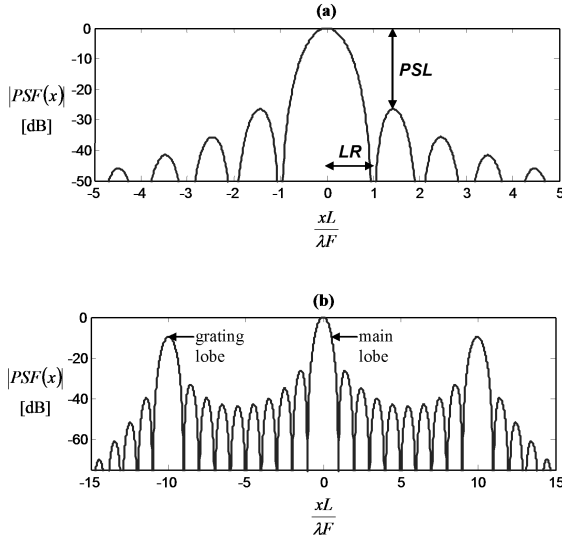 (a)
0
-10
-20
-30
-40
-50
|PSF(x)|
[dB]
PSL
LR
-5 -4 -3 -2 -1 0 1 2 3 4 5
xL
λF
(b)
0
-20
-40
-60
|PSF(x)|
[dB]
grating
lobe
main
lobe
-15 -10 -5 0 5 10 15
xL
λF